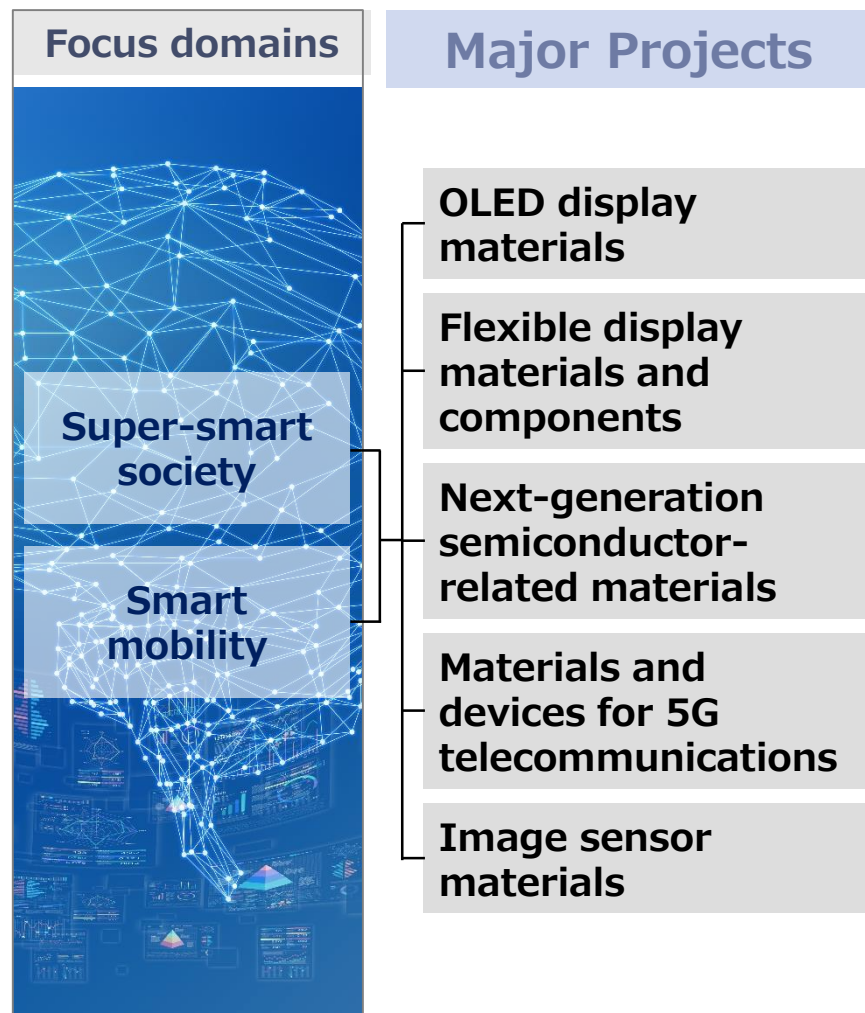 Focus domains
Major Projects
Super-smart
society
Smart
mobility
OLED display
materials
Flexible display
materials and
components
Next-generation
semiconductor-
related materials
Materials and
devices for 5G
telecommunications
Image sensor
materials